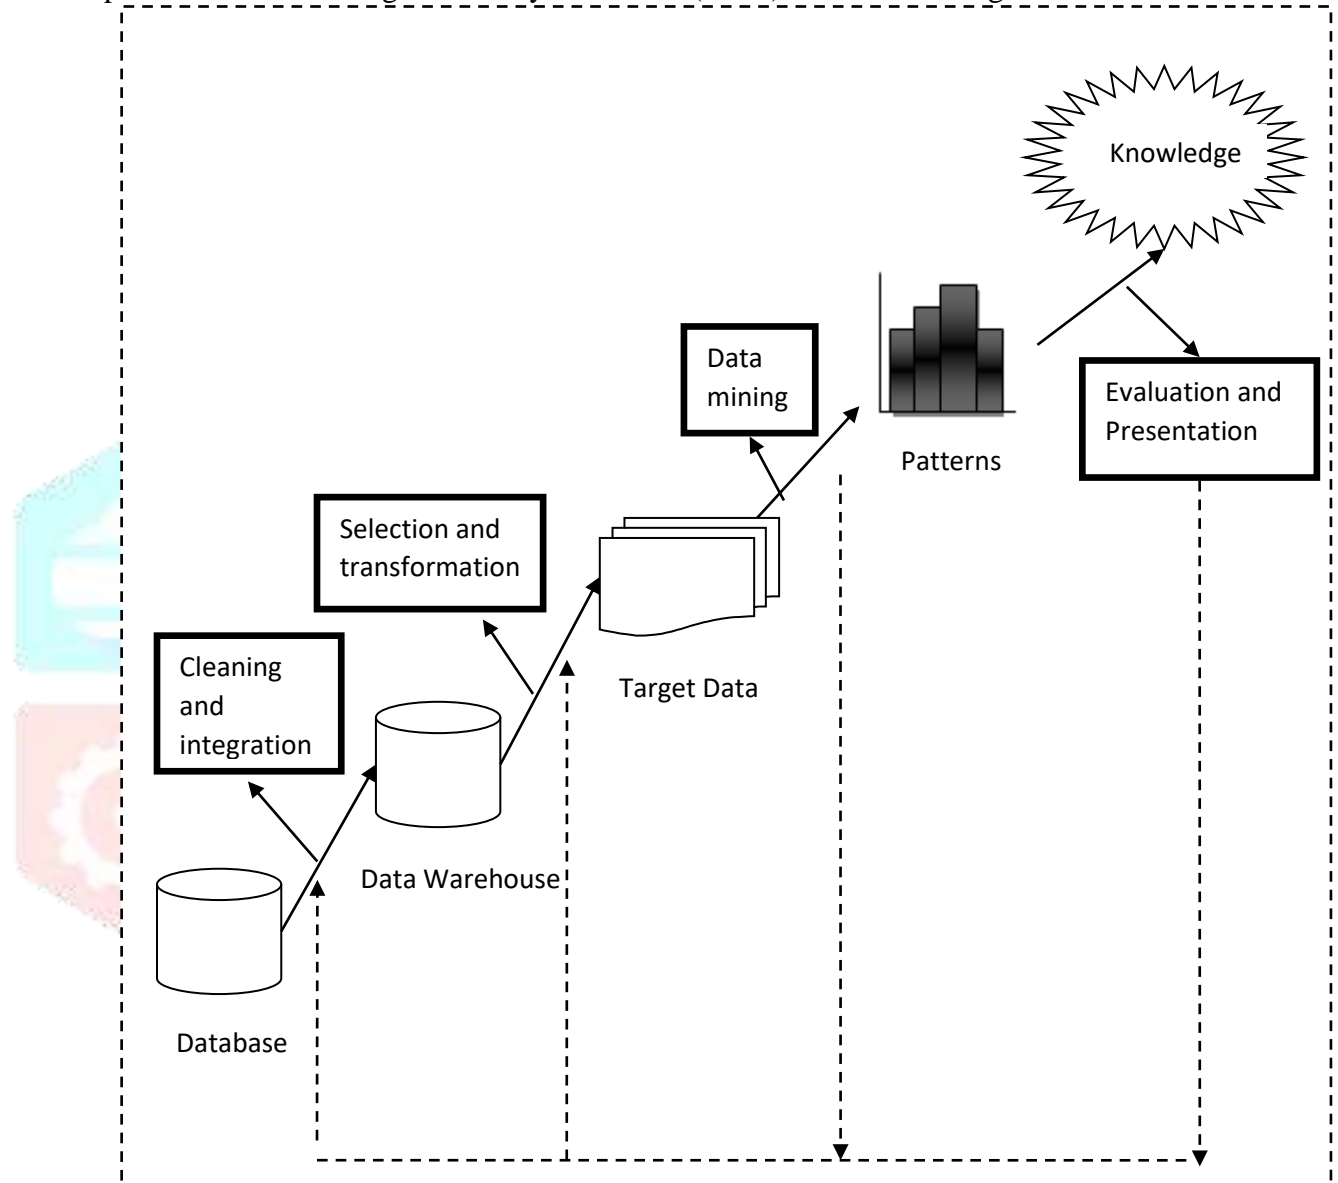 Knowledge
Data
mining
Evaluation and
Presentation
Patterns
Selection and
transformation
Target Data
Cleaning
and
integration
Data Warehouse
Database